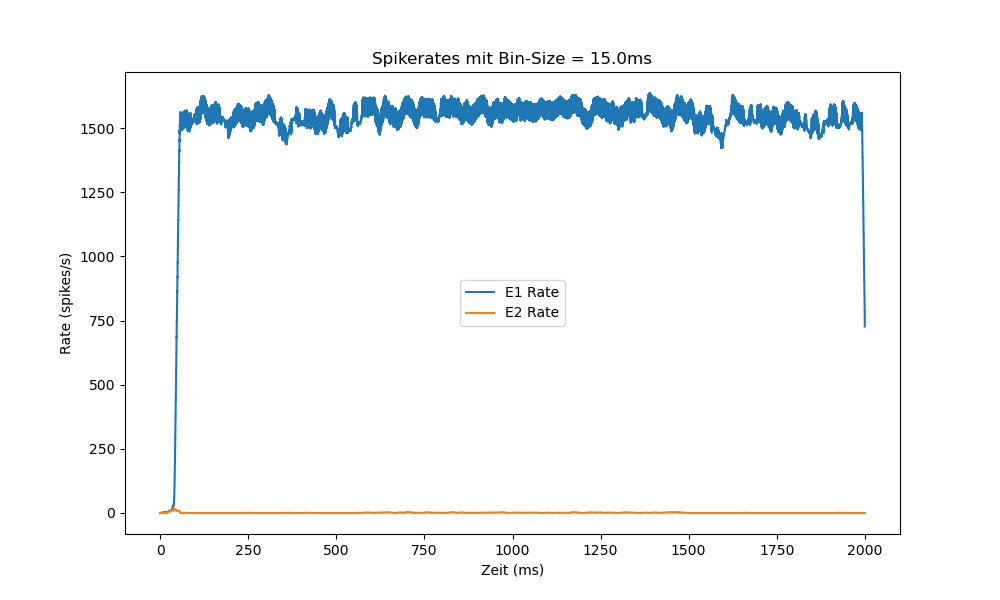 Spikerates mit Bin-Size = 15.0ms
Rate (spikes/s)
1500
1250
1000
750
500
250
0
E1 Rate
E2 Rate
0 250 500 750 1000 1250 1500 1750 2000
Zeit (ms)